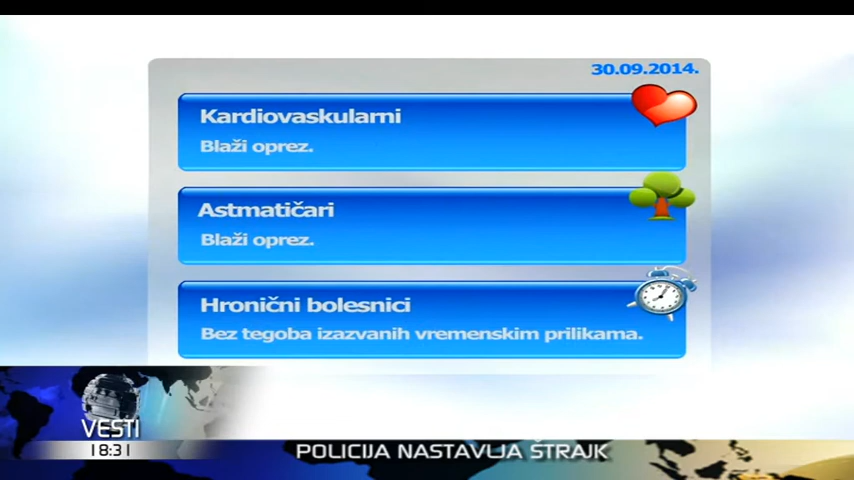 30.09.2014.
Kardiovaskularni
Blaži oprez.
Astmatičari
Blaži oprez.
Hronični bolesnici
Bez tegoba izazvanih vremenskim prilikama.
VESTI
18:31
POLICIJA NASTAVLJA ŠTRAJK